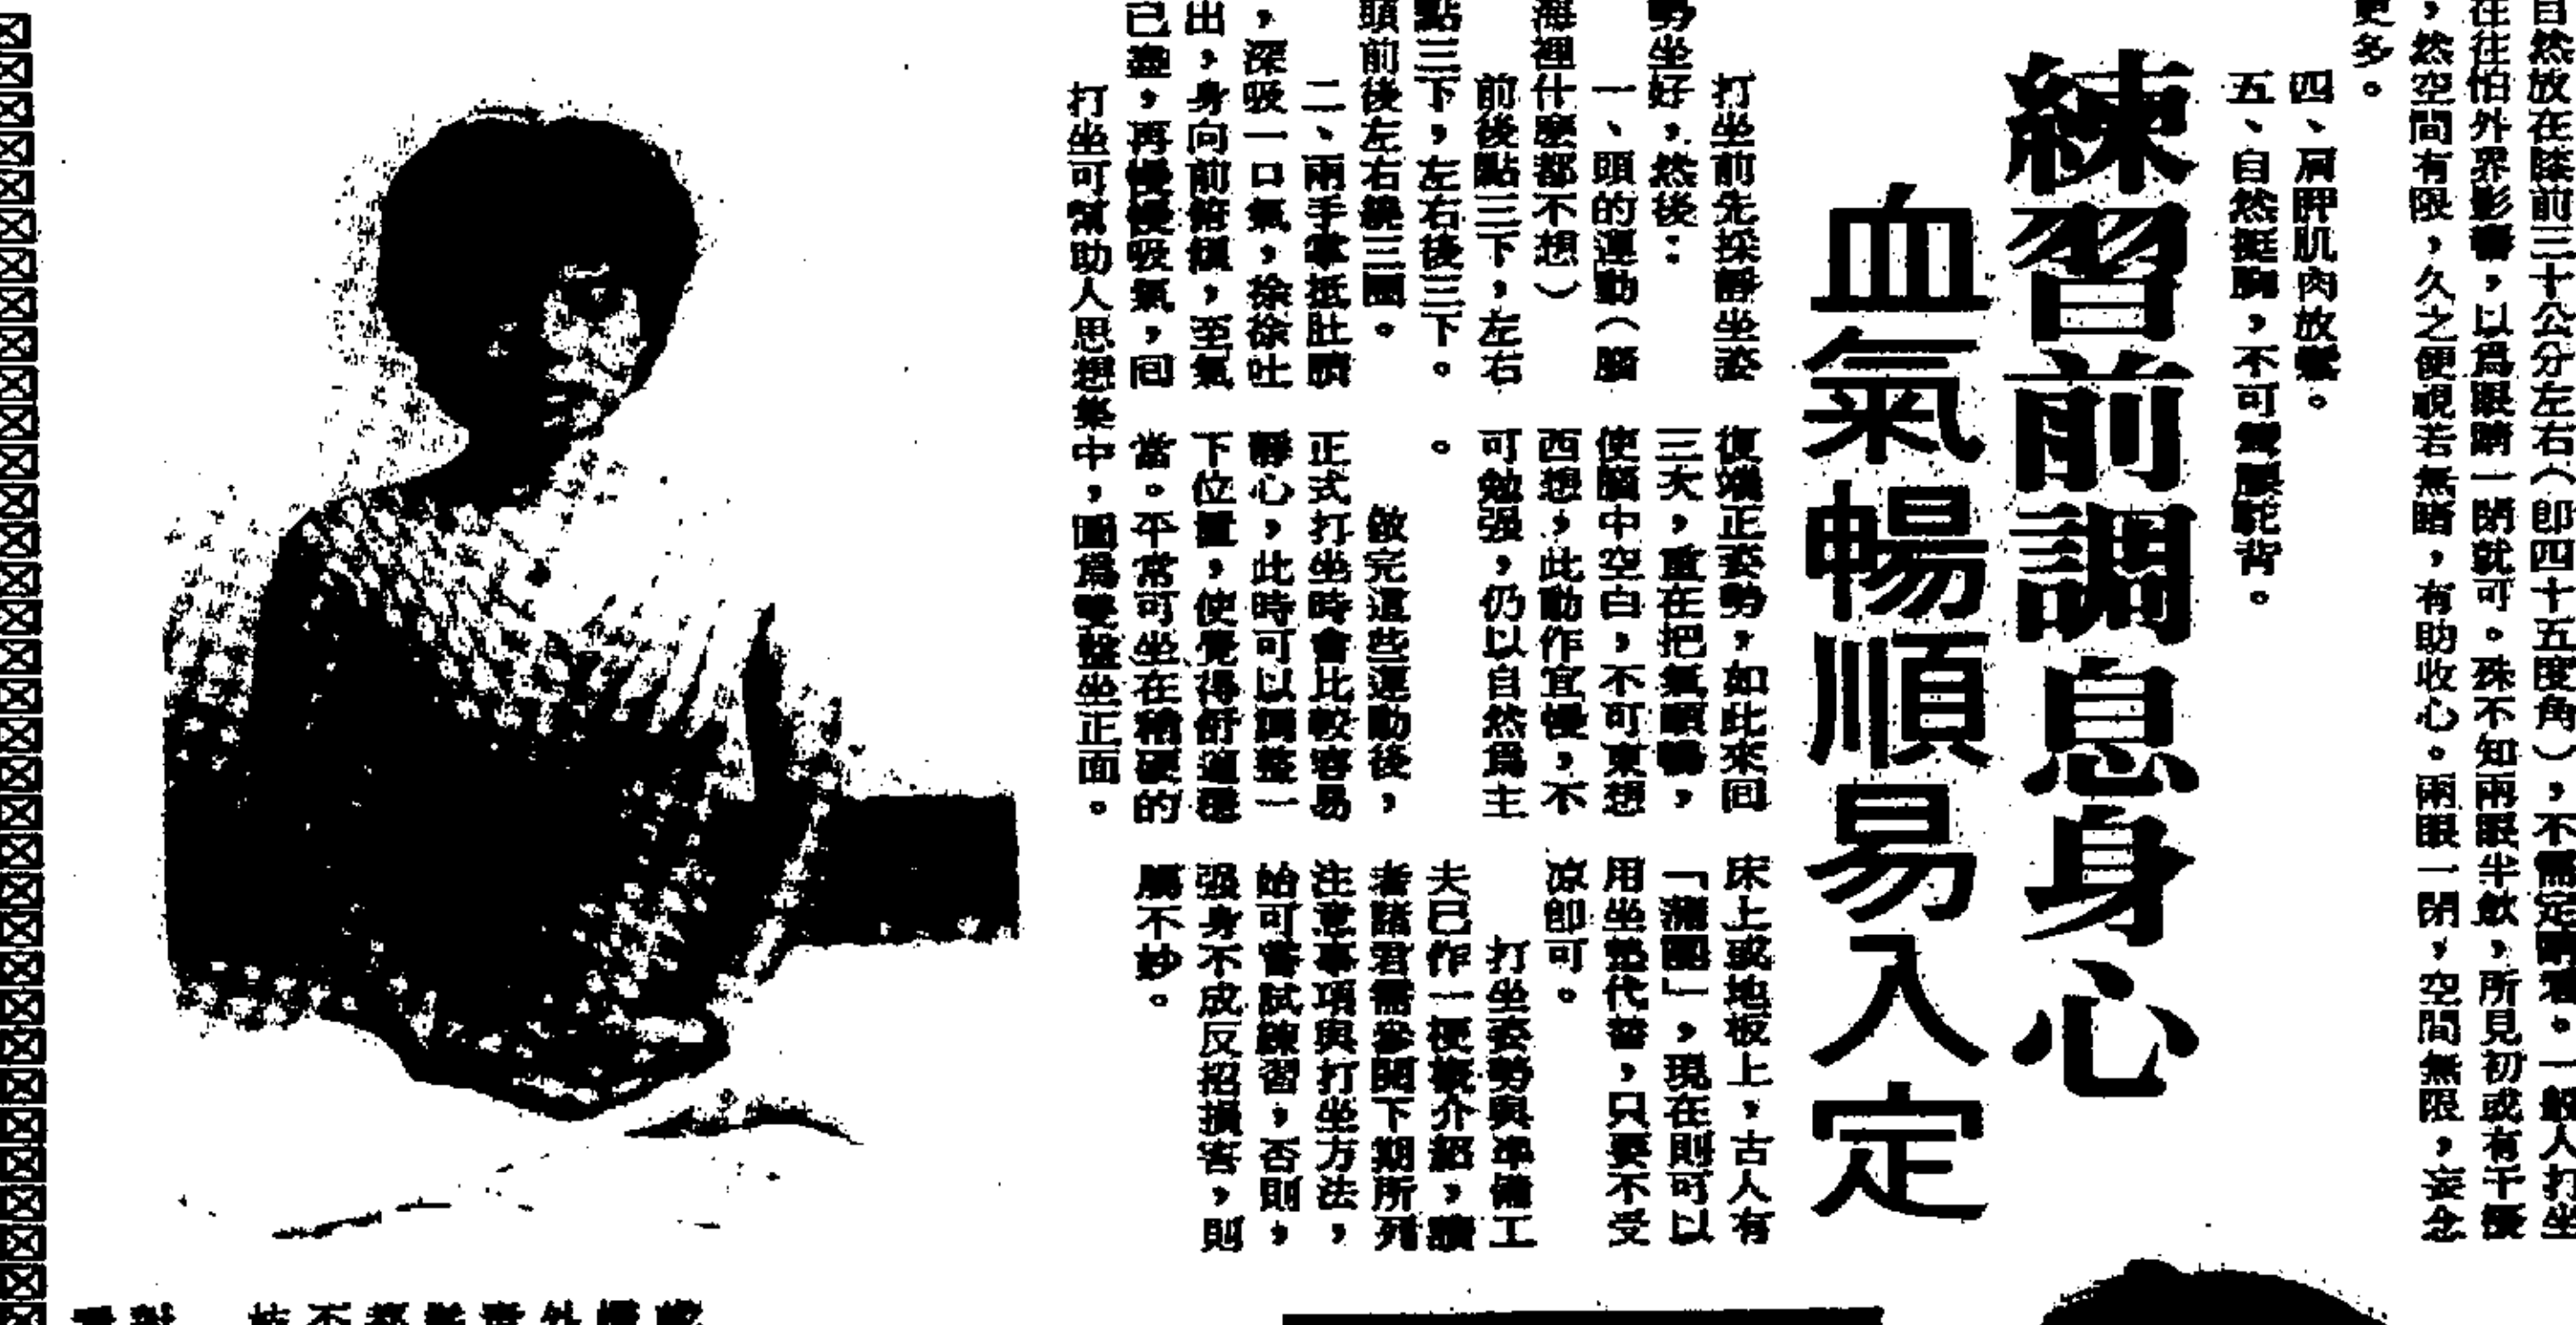 自然放在膝前三十公分左右(即四十五度角),不需定睛看。一般人打坐
往往怕外界影響,以爲眼睛一閉就可。殊不知兩眼半歛,所見初或有干擾
,然空間有限,久之便視若無睹,有助收心。兩眼一閉,空間無限,妄念
更多。
四、肩胛肌肉放鬆。
五、自然挺胸,不可彎腰駝背。
練習前調息身心
血氣暢順易入定
打坐前先採靜坐姿
勢坐好,然後:
一、頭的運動(腦
海裡什麼都不想)
前後點三下,左右
點三下,左右後三下。
頭前後左右繞三圈。
二、兩手掌抵肚臍
,深吸一口氣,徐徐吐
出,身向前俯傾,至氣
已盡,再慢慢吸氣,回
復端正姿勢,如此來回
三次,重在把氣順暢,
使腦中空白,不可東想
西想,此動作宜慢,不
可勉强,仍以自然爲主
。
做完這些運動後,
正式打坐時會比較容易
靜心,此時可以調整一
下位置,使覺得舒適穩
當。平常可坐在稍硬的
床上或地板上,古人有
「蒲團」,現在則可以
用坐墊代替,只要不受
凉即可。
打坐姿勢與準備工
夫已作一梗概介紹,讀
者諸君需參閱下期所列
注意事項與打坐方法,
始可嘗試練習,否則,
强身不成反招損害,則
屬不妙。
打坐可幫助人思想集中,圖爲雙盤坐正面。